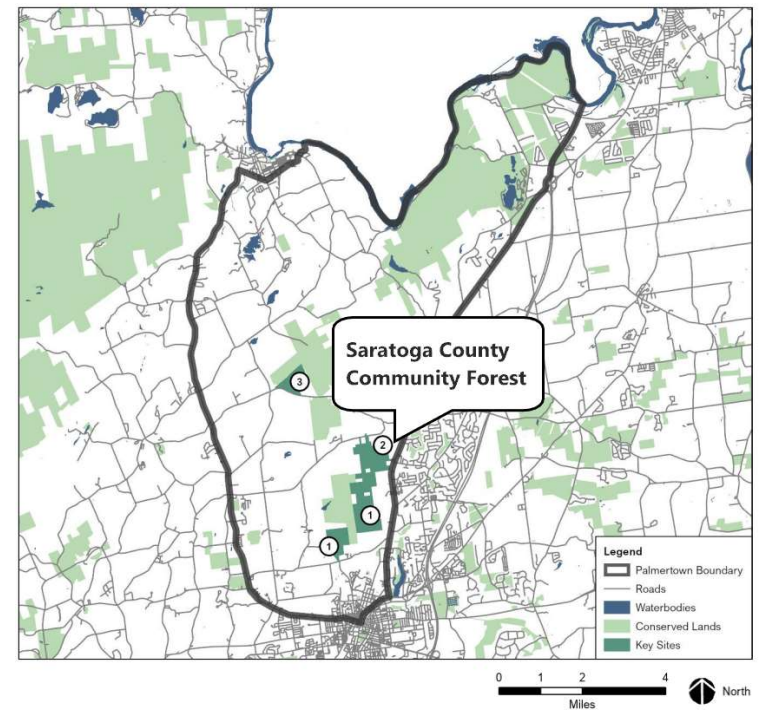 Saratoga County
Community Forest
3
2
1
1
Legend
Palmertown Boundary
Roads
Waterbodies
Conserved Lands
Key Sites
0 1 2 4
Miles
North